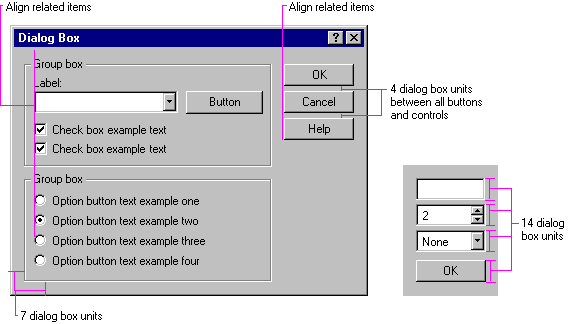 Align related items
Align related items
Dialog Box
Group box
Label:
Button
Check box example text
Check box example text
OK
Cancel
Help
4 dialog box units
between all buttons
and controls
Group box
Option button text example one
Option button text example two
Option button text example three
Option button text example four
7 dialog box units
2
None
OK
14 dialog
box units